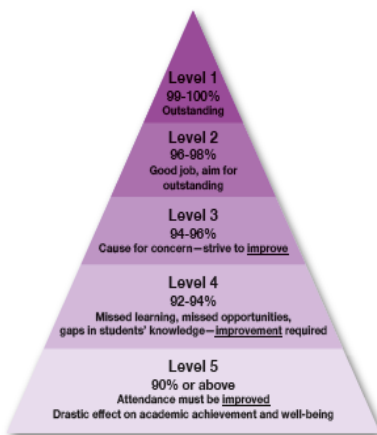 Level 1
99-100%
Outstanding
Level 2
96-98%
Good job, aim for
outstanding
Level 3
94-96%
Cause for concern—strive to improve
Level 4
92-94%
Missed learning, missed opportunities,
gaps in students' knowledge—improvement required
Level 5
90% or above
Attendance must be improved
Drastic effect on academic achievement and well-being